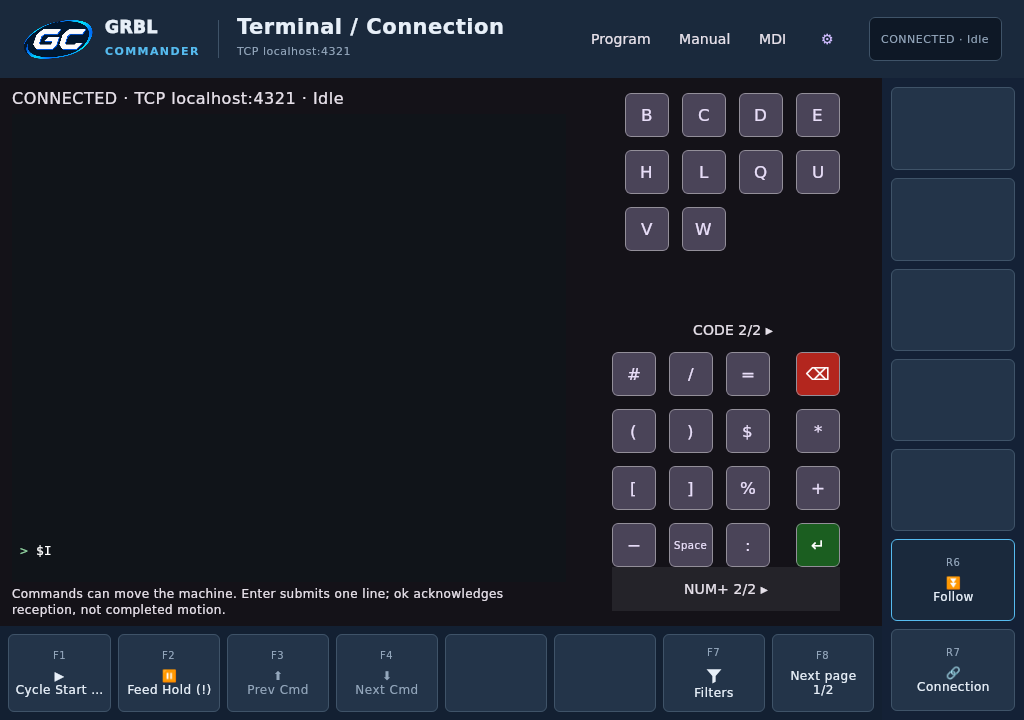 GC
GRBL
COMMANDER
Terminal / Connection
TCP localhost:4321
Program
Manual
MDI
⚙
CONNECTED · Idle
CONNECTED · TCP localhost:4321 · Idle
B C D E
H L Q U
V W
CODE 2/2 ▸
# / = ⌫
( ) $ *
[ ] % +
− Space : ↵
NUM+ 2/2 ▸
> $I
Commands can move the machine. Enter submits one line; ok acknowledges
reception, not completed motion.
R6
⏬
Follow
R7
🔗
Connection
F1
▶
Cycle Start ...
F2
⏸
Feed Hold (!)
F3
⬆
Prev Cmd
F4
⬇
Next Cmd
F7
Filters
F8
Next page
1/2